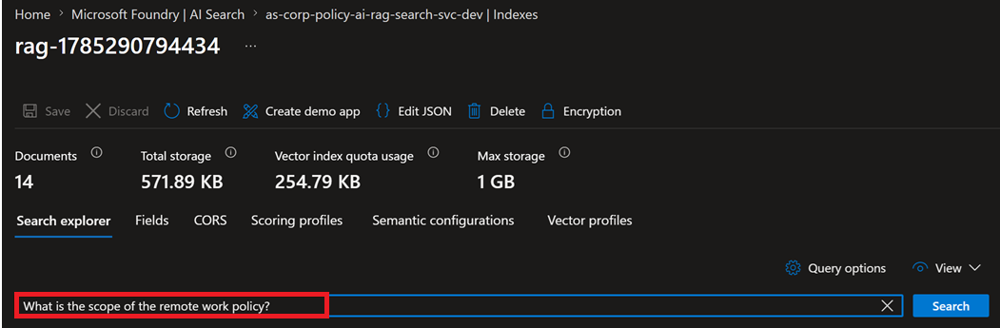 Home > Microsoft Foundry | AI Search > as-corp-policy-ai-rag-search-svc-dev | Indexes
rag-1785290794434 ...
Save Discard Refresh Create demo app Edit JSON Delete Encryption
Documents Total storage Vector index quota usage Max storage
14 571.89 KB 254.79 KB 1 GB
Search explorer Fields CORS Scoring profiles Semantic configurations Vector profiles
Query options View
What is the scope of the remote work policy? Search